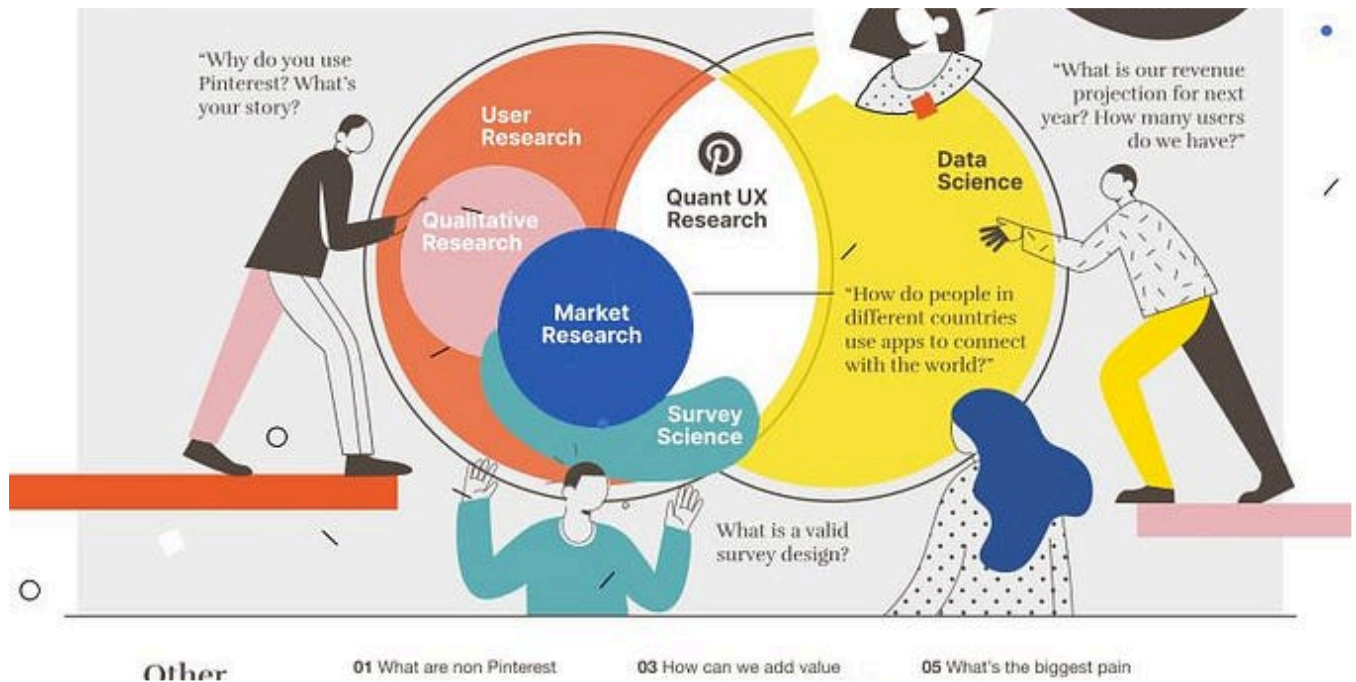 “Why do you use
Pinterest? What’s
your story?
“What is our revenue
projection for next
year? How many users
do we have?”
User
Research
Data
Science
Quant UX
Research
Qualitative
Research
Market
Research
“How do people in
different countries
use apps to connect
with the world?”
Survey
Science
What is a valid
survey design?
Other
01 What are non Pinterest
03 How can we add value
05 What’s the biggest pain